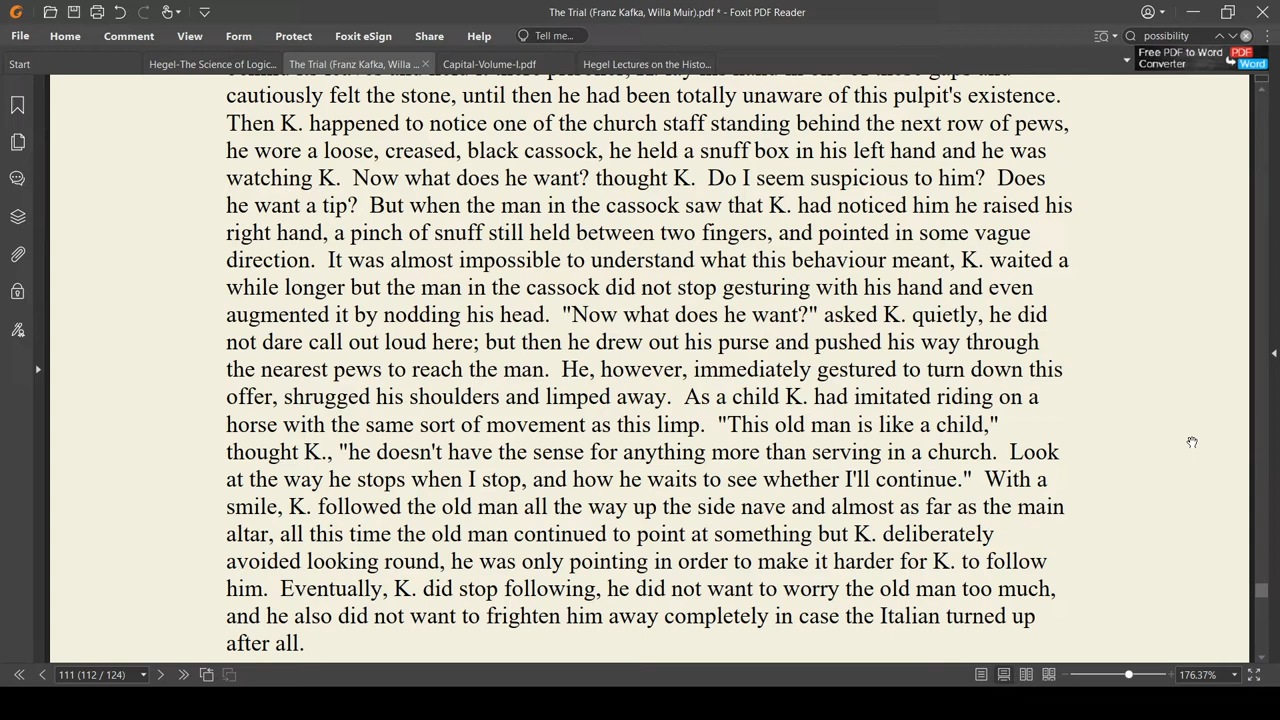 The Trial (Franz Kafka, Willa Muir).pdf * - Foxit PDF Reader
File Home Comment View Form Protect Foxit eSign Share Help Tell me... possibility
Free PDF to Word Converter PDF Word
Start Hegel-The Science of Logic... The Trial (Franz Kafka, Willa ... Capital-Volume-I.pdf Hegel Lectures on the Histo...
cautiously felt the stone, until then he had been totally unaware of this pulpit's existence.
Then K. happened to notice one of the church staff standing behind the next row of pews,
he wore a loose, creased, black cassock, he held a snuff box in his left hand and he was
watching K.  Now what does he want? thought K.  Do I seem suspicious to him?  Does
he want a tip?  But when the man in the cassock saw that K. had noticed him he raised his
right hand, a pinch of snuff still held between two fingers, and pointed in some vague
direction.  It was almost impossible to understand what this behaviour meant, K. waited a
while longer but the man in the cassock did not stop gesturing with his hand and even
augmented it by nodding his head.  "Now what does he want?" asked K. quietly, he did
not dare call out loud here; but then he drew out his purse and pushed his way through
the nearest pews to reach the man.  He, however, immediately gestured to turn down this
offer, shrugged his shoulders and limped away.  As a child K. had imitated riding on a
horse with the same sort of movement as this limp.  "This old man is like a child,"
thought K., "he doesn't have the sense for anything more than serving in a church.  Look
at the way he stops when I stop, and how he waits to see whether I'll continue."  With a
smile, K. followed the old man all the way up the side nave and almost as far as the main
altar, all this time the old man continued to point at something but K. deliberately
avoided looking round, he was only pointing in order to make it harder for K. to follow
him.  Eventually, K. did stop following, he did not want to worry the old man too much,
and he also did not want to frighten him away completely in case the Italian turned up
after all.
111 (112 / 124) 176.37%